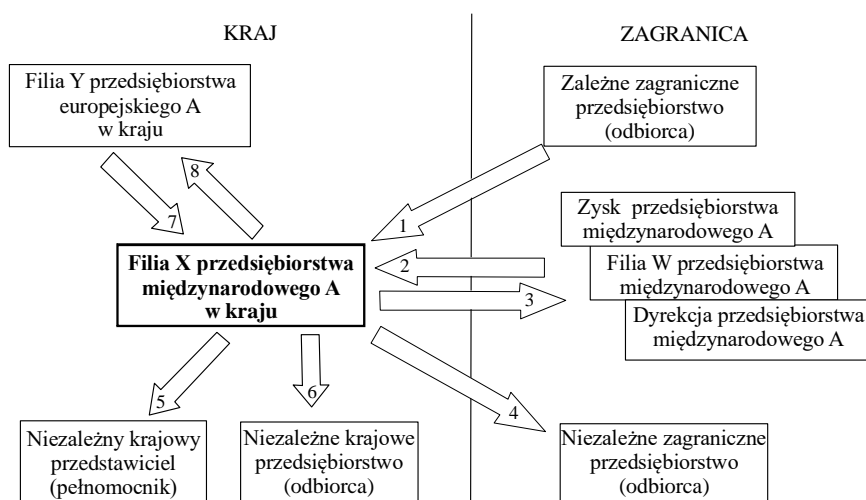 KRAJ
ZAGRANICA
Filia Y przedsiębiorstwa
europejskiego A
w kraju
Zależne zagraniczne
przedsiębiorstwo
(odbiorca)
8
7
1
Zysk przedsiębiorstwa
międzynarodowego A
Filia X przedsiębiorstwa
międzynarodowego A
w kraju
2
Filia W przedsiębiorstwa
międzynarodowego A
3
Dyrekcja przedsiębiorstwa
międzynarodowego A
5
6
4
Niezależny krajowy
przedstawiciel
(pełnomocnik)
Niezależne krajowe
przedsiębiorstwo
(odbiorca)
Niezależne zagraniczne
przedsiębiorstwo
(odbiorca)